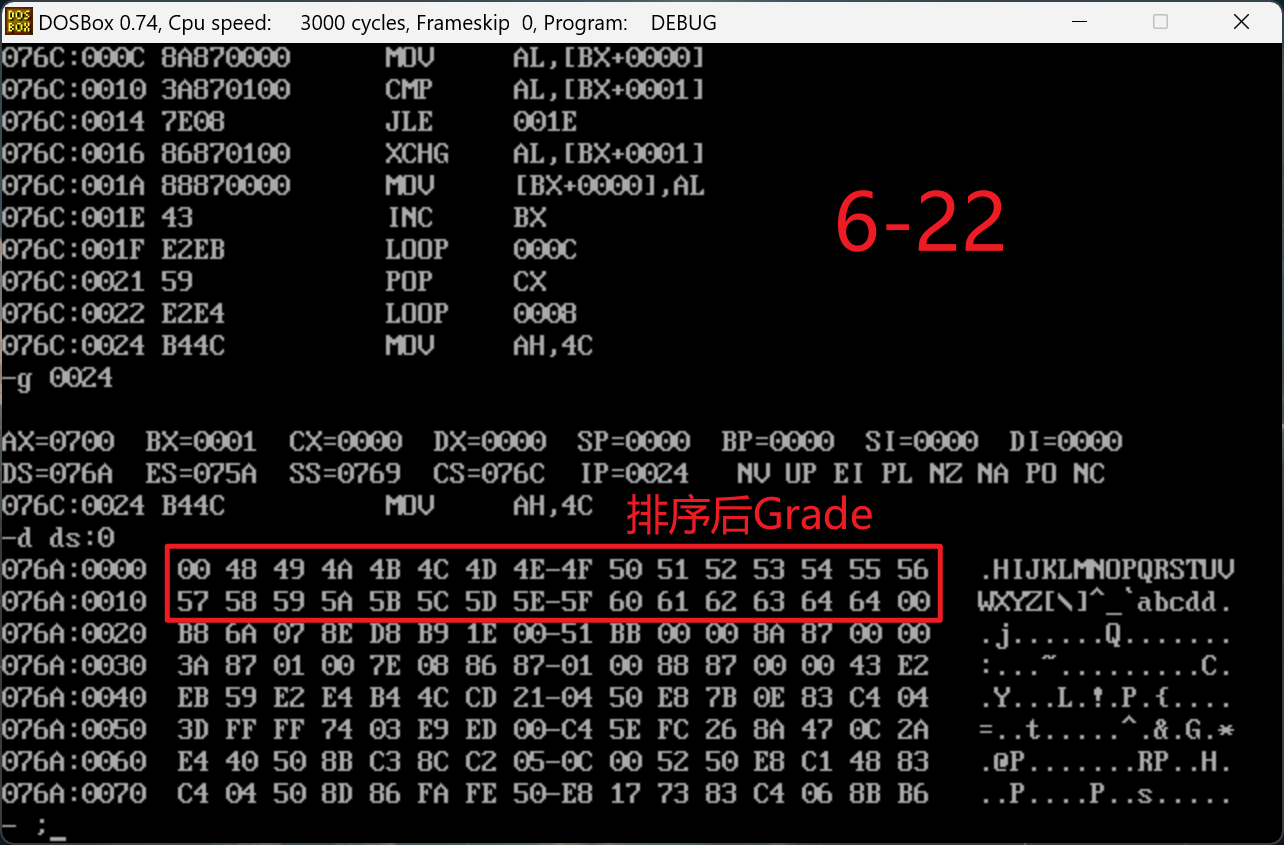 DOSBox 0.74, Cpu speed: 3000 cycles, Frameskip 0, Program: DEBUG
076C:000C 8A870000 MOV AL,[BX+0000]
076C:0010 3A870100 CMP AL,[BX+0001]
076C:0014 7E08 JLE 001E
076C:0016 86870100 XCHG AL,[BX+0001]
076C:001A 88870000 MOV [BX+0000],AL
076C:001E 43 INC BX
076C:001F E2EB LOOP 000C
076C:0021 59 POP CX
076C:0022 E2E4 LOOP 0008
076C:0024 B44C MOV AH,4C
6-22
-g 0024
AX=0700 BX=0001 CX=0000 DX=0000 SP=0000 BP=0000 SI=0000 DI=0000
DS=076A ES=075A SS=0769 CS=076C IP=0024 NV UP EI PL NZ NA PO NC
076C:0024 B44C MOV AH,4C
排序后Grade
-d ds:0
076A:0000 00 48 49 4A 4B 4C 4D 4E-4F 50 51 52 53 54 55 56 .HIJKLMNOPQRSTUV
076A:0010 57 58 59 5A 5B 5C 5D 5E-5F 60 61 62 63 64 64 00 WXYZ[\]^_`abcdd.
076A:0020 B8 6A 07 8E D8 B9 1E 00-51 BB 00 00 8A 87 00 00 .j......Q.......
076A:0030 3A 87 01 00 7E 08 86 87-01 00 88 87 00 00 43 E2 :...~.........C.
076A:0040 EB 59 E2 E4 B4 4C CD 21-04 50 E8 7B 0E 83 C4 04 .Y...L.!.P.{....
076A:0050 3D FF FF 74 03 E9 ED 00-C4 5E FC 26 8A 47 0C 2A =..t.....^.&.G.*
076A:0060 E4 40 50 8B C3 8C C2 05-0C 00 52 50 E8 C1 48 83 .@P.......RP..H.
076A:0070 C4 04 50 8D 86 FA FE 50-E8 17 73 83 C4 06 8B B6 ..P....P..s.....
- ;_